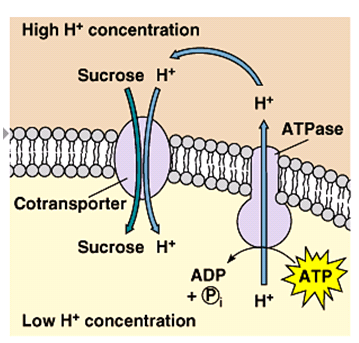 High H⁺ concentration
Sucrose H⁺
H⁺
ATPase
Cotransporter
Sucrose H⁺
ADP
+ Ⓟi
ATP
H⁺
Low H⁺ concentration